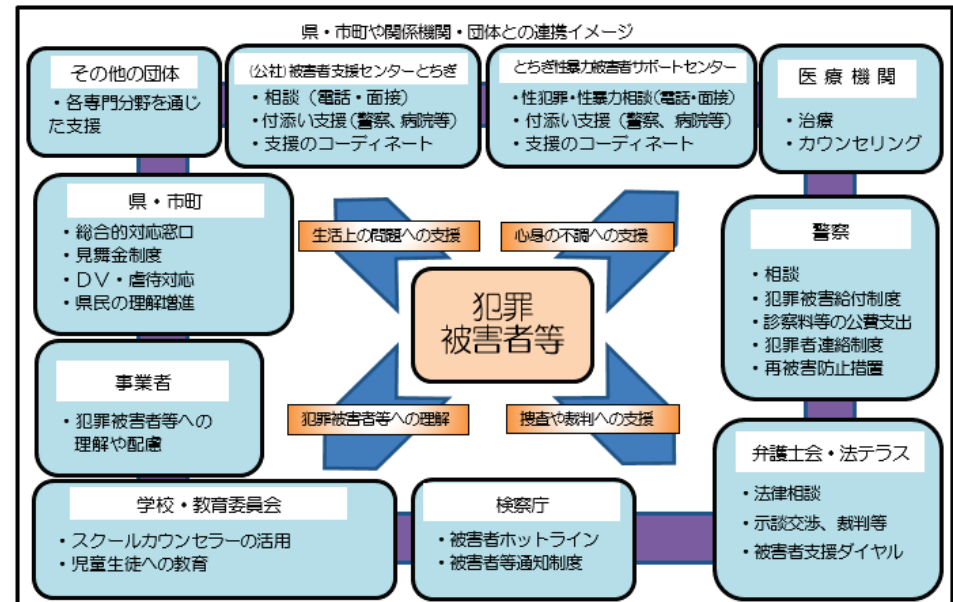 県・市町や関係機関・団体との連携イメージ
その他の団体
・各専門分野を通じ
た支援
(公社)被害者支援センターとちぎ
・相談(電話・面接)
・付添い支援(警察、病院等)
・支援のコーディネート
とちぎ性暴力被害者サポートセンター
・性犯罪・性暴力相談(電話・面接)
・付添い支援(警察、病院等)
・支援のコーディネート
医療機関
・治療
・カウンセリング
県・市町
・総合的対応窓口
・見舞金制度
・DV・虐待対応
・県民の理解増進
生活上の問題への支援
心身の不調への支援
警察
・相談
・犯罪被害給付制度
・診察料等の公費支出
・犯罪者連絡制度
・再被害防止措置
犯罪
被害者等
事業者
・犯罪被害者等への
理解や配慮
犯罪被害者等への理解
捜査や裁判への支援
弁護士会・法テラス
・法律相談
・示談交渉、裁判等
・被害者支援ダイヤル
学校・教育委員会
・スクールカウンセラーの活用
・児童生徒への教育
検察庁
・被害者ホットライン
・被害者等通知制度